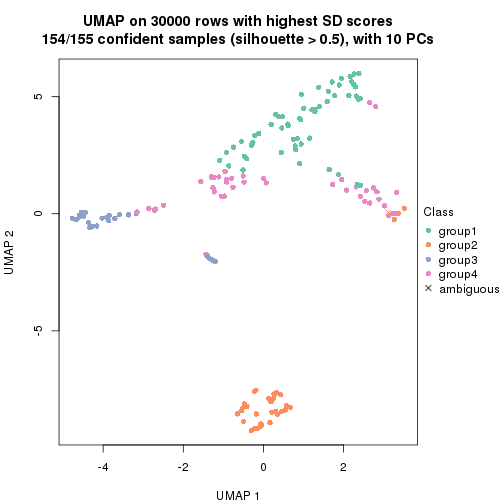 UMAP on 30000 rows with highest SD scores
154/155 confident samples (silhouette > 0.5), with 10 PCs
5
0
-5
UMAP 2
-4
-2
0
2
UMAP 1
Class
group1
group2
group3
group4
× ambiguous